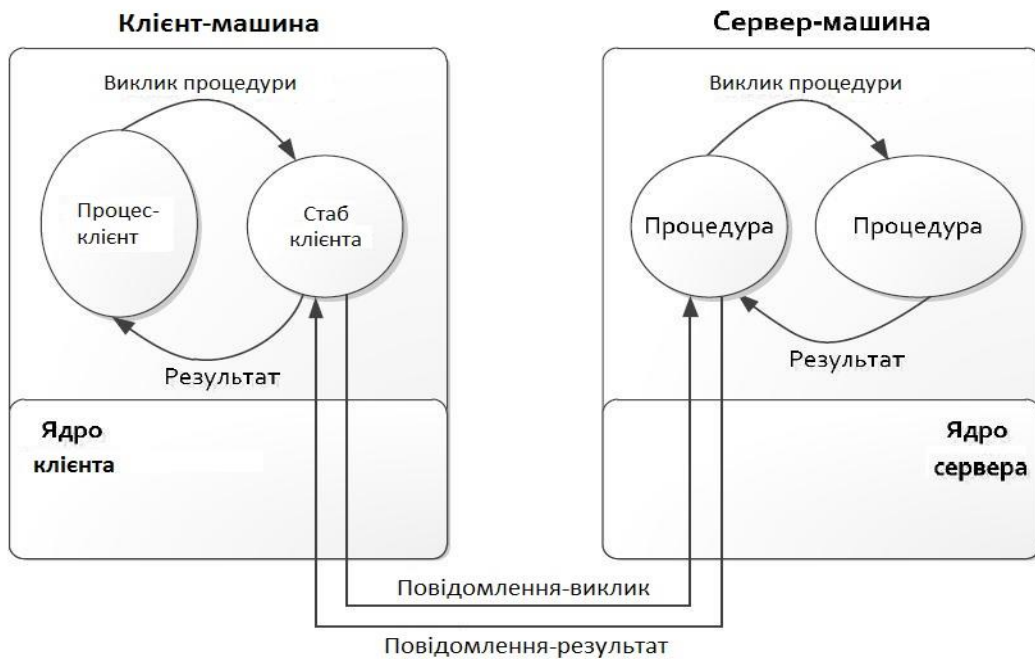 Клієнт-машина
Виклик процедури
Процес-
клієнт
Стаб
клієнта
Результат
Ядро
клієнта
Сервер-машина
Виклик процедури
Процедура
Процедура
Результат
Ядро
сервера
Повідомлення-виклик
Повідомлення-результат